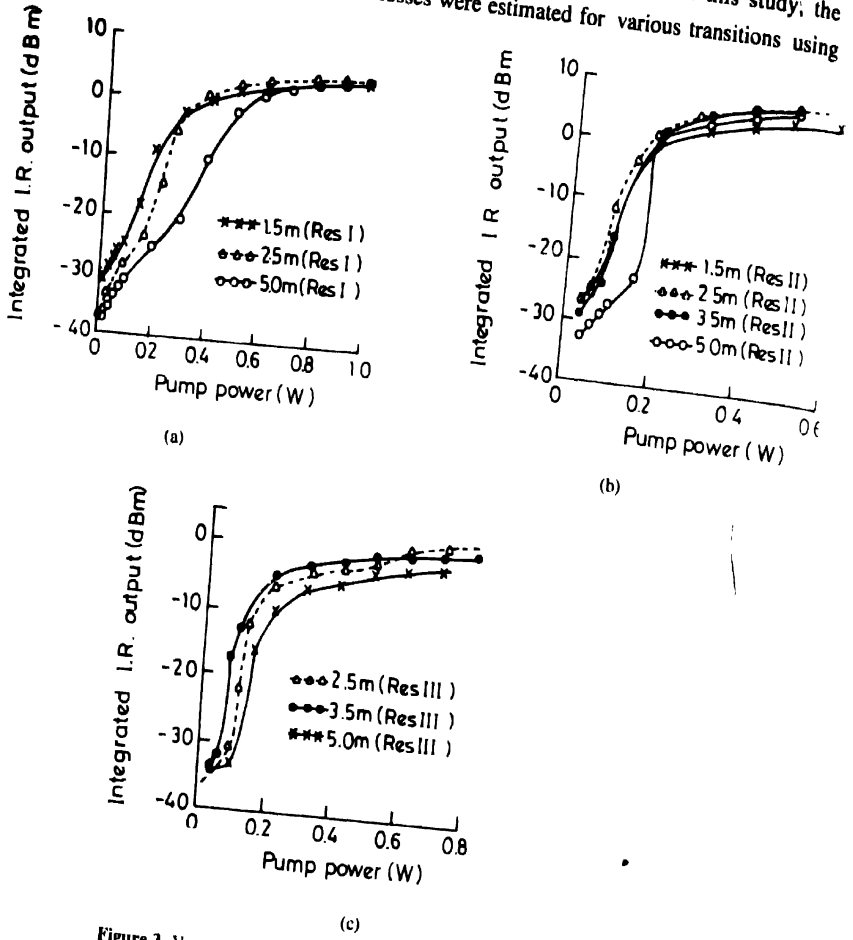 this study, the
were estimated for various transitions using
10
0
-10
-20
-30
-40
Integrated I.R. output (dBm)
×-×-× 1.5m (Res I)
△-△-△ 2.5m (Res I)
o-o-o 5.0m (Res I)
0 0.2 0.4 0.6 0.8 1.0
Pump power (W)
(a)
10
0
-10
-20
-30
-40
Integrated I R output (dBm
××× 1.5m (Res II)
△-△-△ 2 5m (Res II)
●-●-● 3 5m (Res II)
o-o-o 5 0m (Res II)
0 0.2 0 4
Pump power ( W )
(b)
0
-10
-20
-30
-40
Integrated I.R. output (dBm)
△-△-△ 2.5m (Res III )
●-●-● 3.5m (Res III )
×-×-× 5.0m (Res III )
0 0.2 0.4 0.6 0.8
Pump power (W)
(c)
Figure